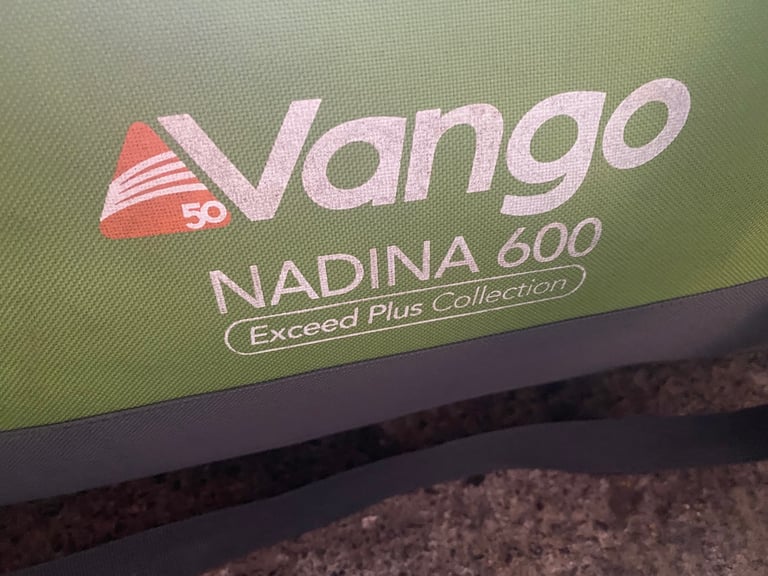 Vango
50
NADINA 600
Exceed Plus Collection